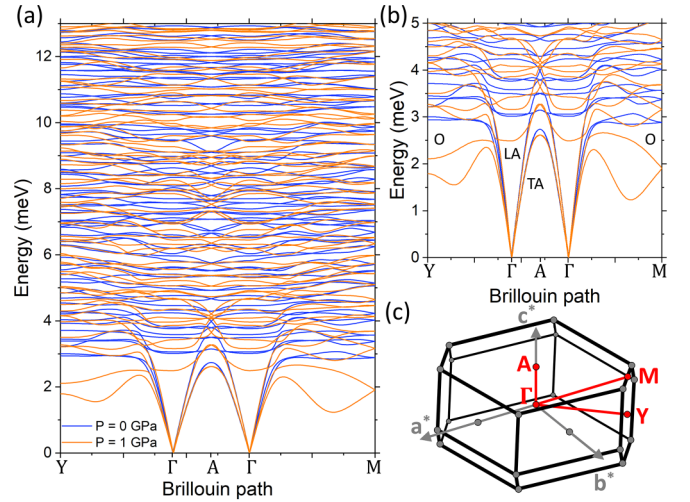 (a)
Energy (meV)
12
10
8
6
4
2
0
P = 0 GPa
P = 1 GPa
Y Γ A Γ M
Brillouin path
(b)
Energy (meV)
5
4
3
2
1
0
O LA TA O
Y Γ A Γ M
Brillouin path
(c)
c*
A
M
Γ
Y
a*
b*